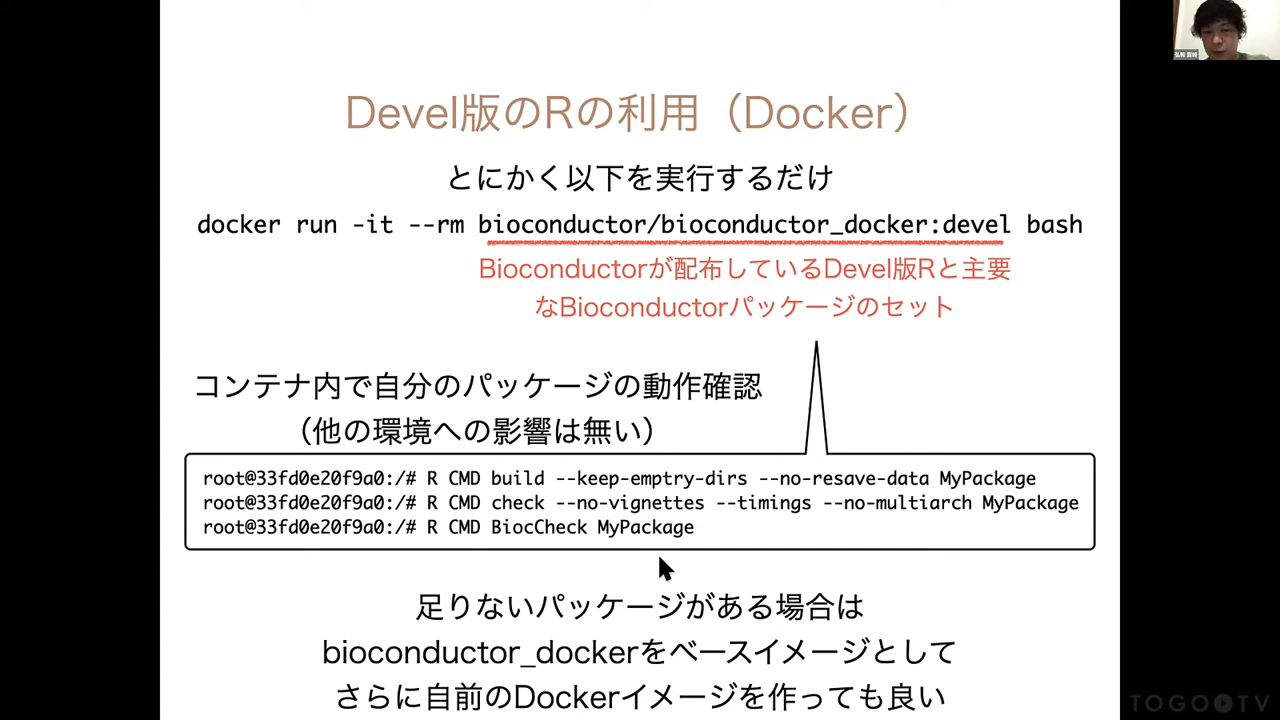 Devel版のRの利用（Docker）
とにかく以下を実行するだけ
docker run -it --rm bioconductor/bioconductor_docker:devel bash
Bioconductorが配布しているDevel版Rと主要
なBioconductorパッケージのセット
コンテナ内で自分のパッケージの動作確認
（他の環境への影響は無い）
root@33fd0e20f9a0:/# R CMD build --keep-emptry-dirs --no-resave-data MyPackage
root@33fd0e20f9a0:/# R CMD check --no-vignettes --timings --no-multiarch MyPackage
root@33fd0e20f9a0:/# R CMD BiocCheck MyPackage
足りないパッケージがある場合は
bioconductor_dockerをベースイメージとして
さらに自前のDockerイメージを作っても良い
TOGOTV